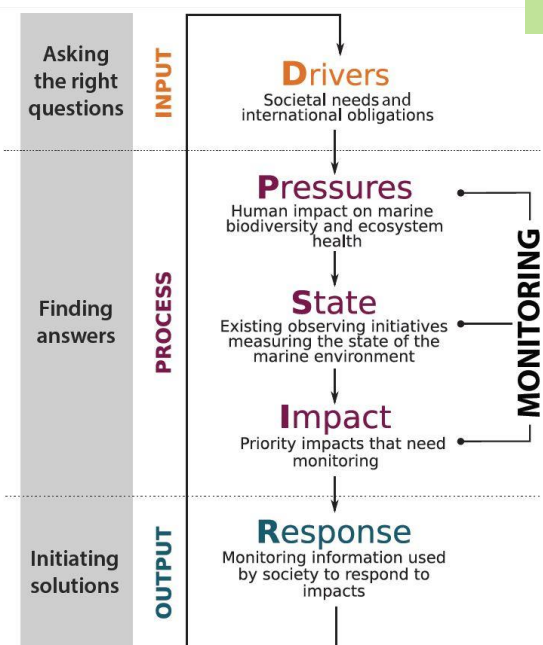 Asking
the right
questions
INPUT
Drivers
Societal needs and
international obligations
Finding
answers
PROCESS
Pressures
Human impact on marine
biodiversity and ecosystem
health
State
Existing observing initiatives
measuring the state of the
marine environment
Impact
Priority impacts that need
monitoring
MONITORING
Initiating
solutions
OUTPUT
Response
Monitoring information used
by society to respond to
impacts